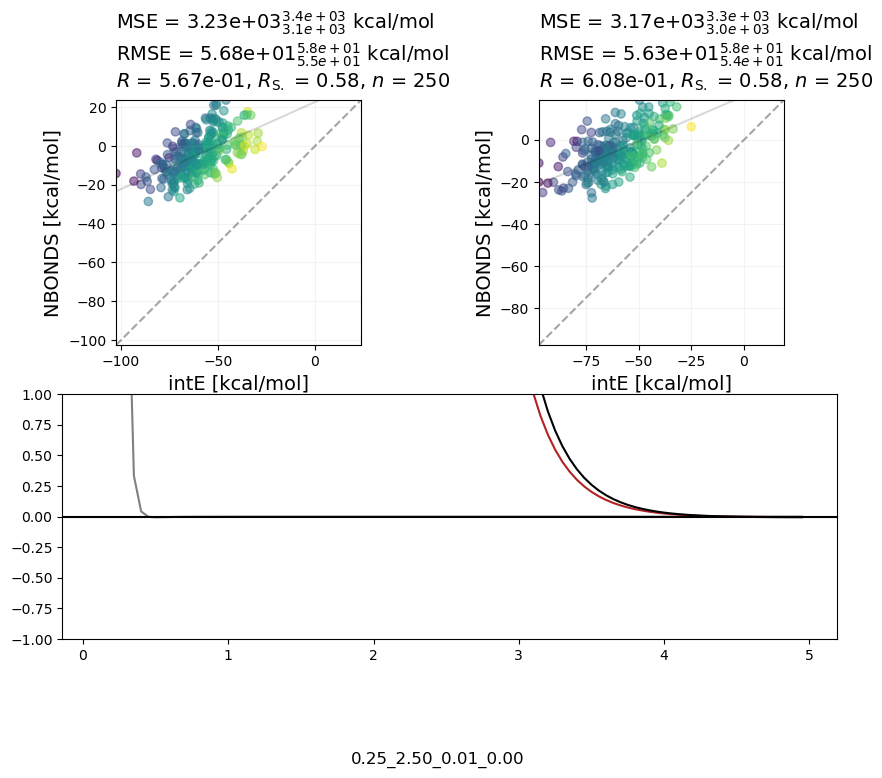 MSE = 3.23e+03^{3.4e+03}_{3.1e+03} kcal/mol
RMSE = 5.68e+01^{5.8e+01}_{5.5e+01} kcal/mol
R = 5.67e-01, R_{S.} = 0.58, n = 250
MSE = 3.17e+03^{3.3e+03}_{3.0e+03} kcal/mol
RMSE = 5.63e+01^{5.8e+01}_{5.4e+01} kcal/mol
R = 6.08e-01, R_{S.} = 0.58, n = 250
NBONDS [kcal/mol]
20
0
−20
−40
−60
−80
−100
−100 −50 0
intE [kcal/mol]
NBONDS [kcal/mol]
0
−20
−40
−60
−80
−75 −50 −25 0
intE [kcal/mol]
1.00
0.75
0.50
0.25
0.00
−0.25
−0.50
−0.75
−1.00
0 1 2 3 4 5
0.25_2.50_0.01_0.00